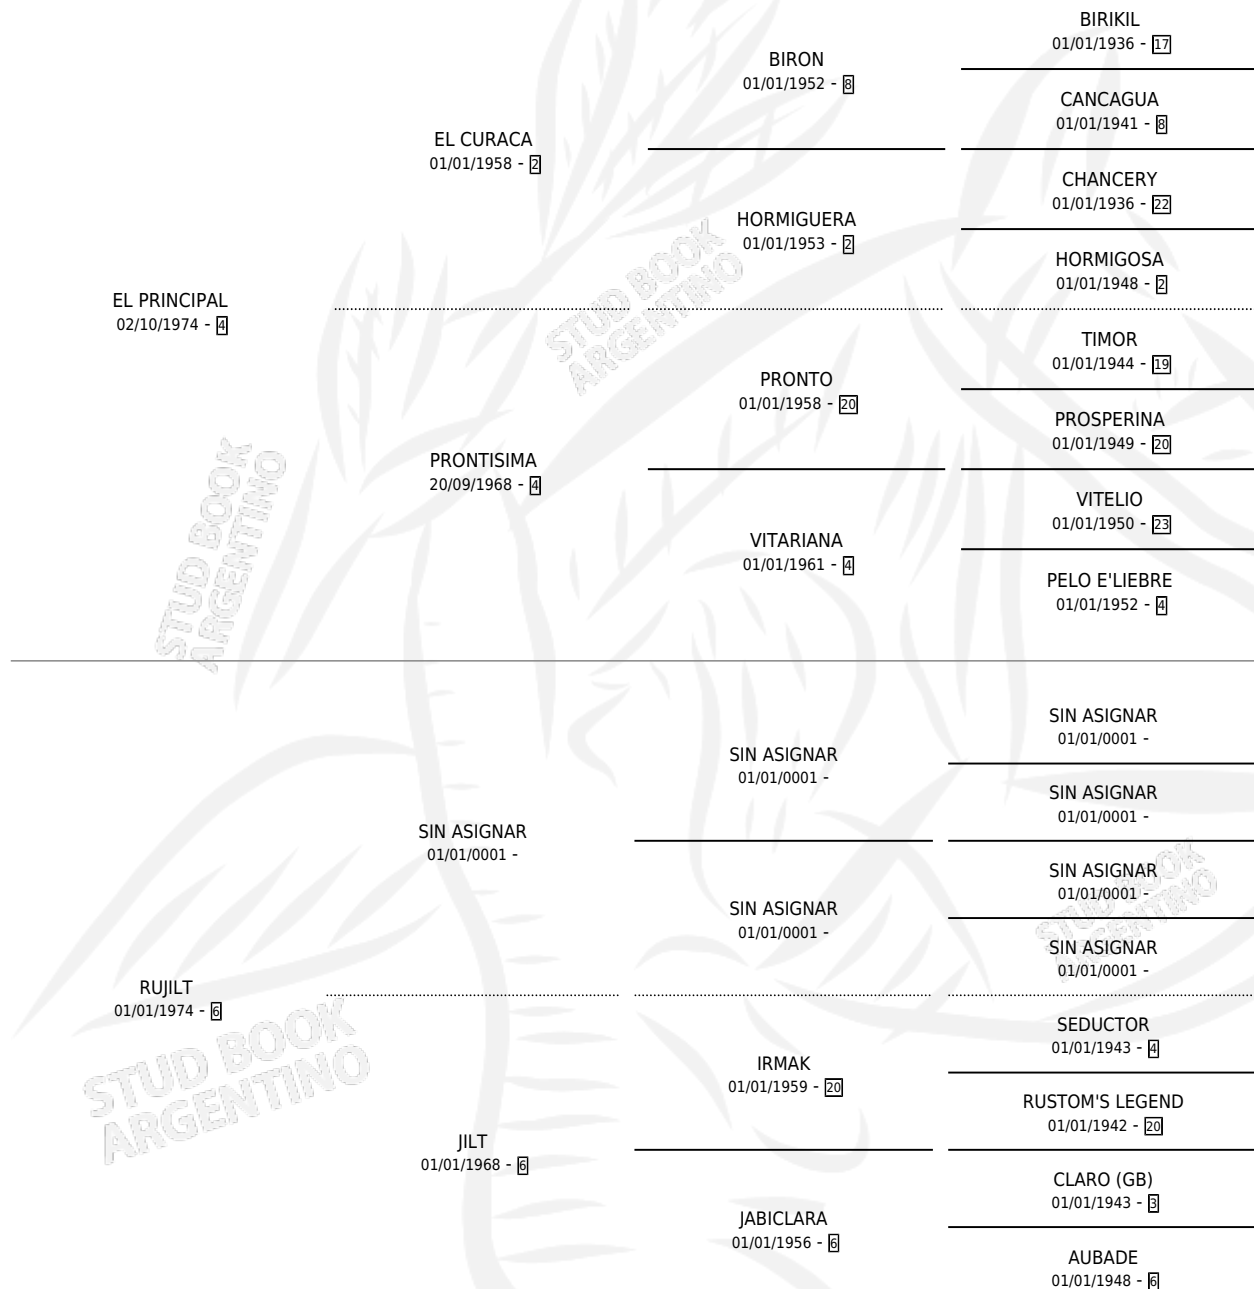 BIRIKIL
01/01/1936 - 17
BIRON
01/01/1952 - 8
CANCAGUA
01/01/1941 - 8
EL CURACA
01/01/1958 - 2
CHANCERY
01/01/1936 - 22
HORMIGUERA
01/01/1953 - 2
HORMIGOSA
01/01/1948 - 2
EL PRINCIPAL
02/10/1974 - 4
TIMOR
01/01/1944 - 19
PRONTO
01/01/1958 - 20
PROSPERINA
01/01/1949 - 20
PRONTISIMA
20/09/1968 - 4
VITELIO
01/01/1950 - 23
VITARIANA
01/01/1961 - 4
PELO E'LIEBRE
01/01/1952 - 4
SIN ASIGNAR
01/01/0001 -
SIN ASIGNAR
01/01/0001 -
SIN ASIGNAR
01/01/0001 -
SIN ASIGNAR
01/01/0001 -
SIN ASIGNAR
01/01/0001 -
SIN ASIGNAR
01/01/0001 -
SIN ASIGNAR
01/01/0001 -
RUJILT
01/01/1974 - 6
SEDUCTOR
01/01/1943 - 4
IRMAK
01/01/1959 - 20
RUSTOM'S LEGEND
01/01/1942 - 20
JILT
01/01/1968 - 6
CLARO (GB)
01/01/1943 - 3
JABICLARA
01/01/1956 - 6
AUBADE
01/01/1948 - 6
STUD BOOK
ARGENTINO
STUD BOOK
ARGENTINO
STUD BOOK
ARGENTINO
STUD BOOK
ARGENTINO